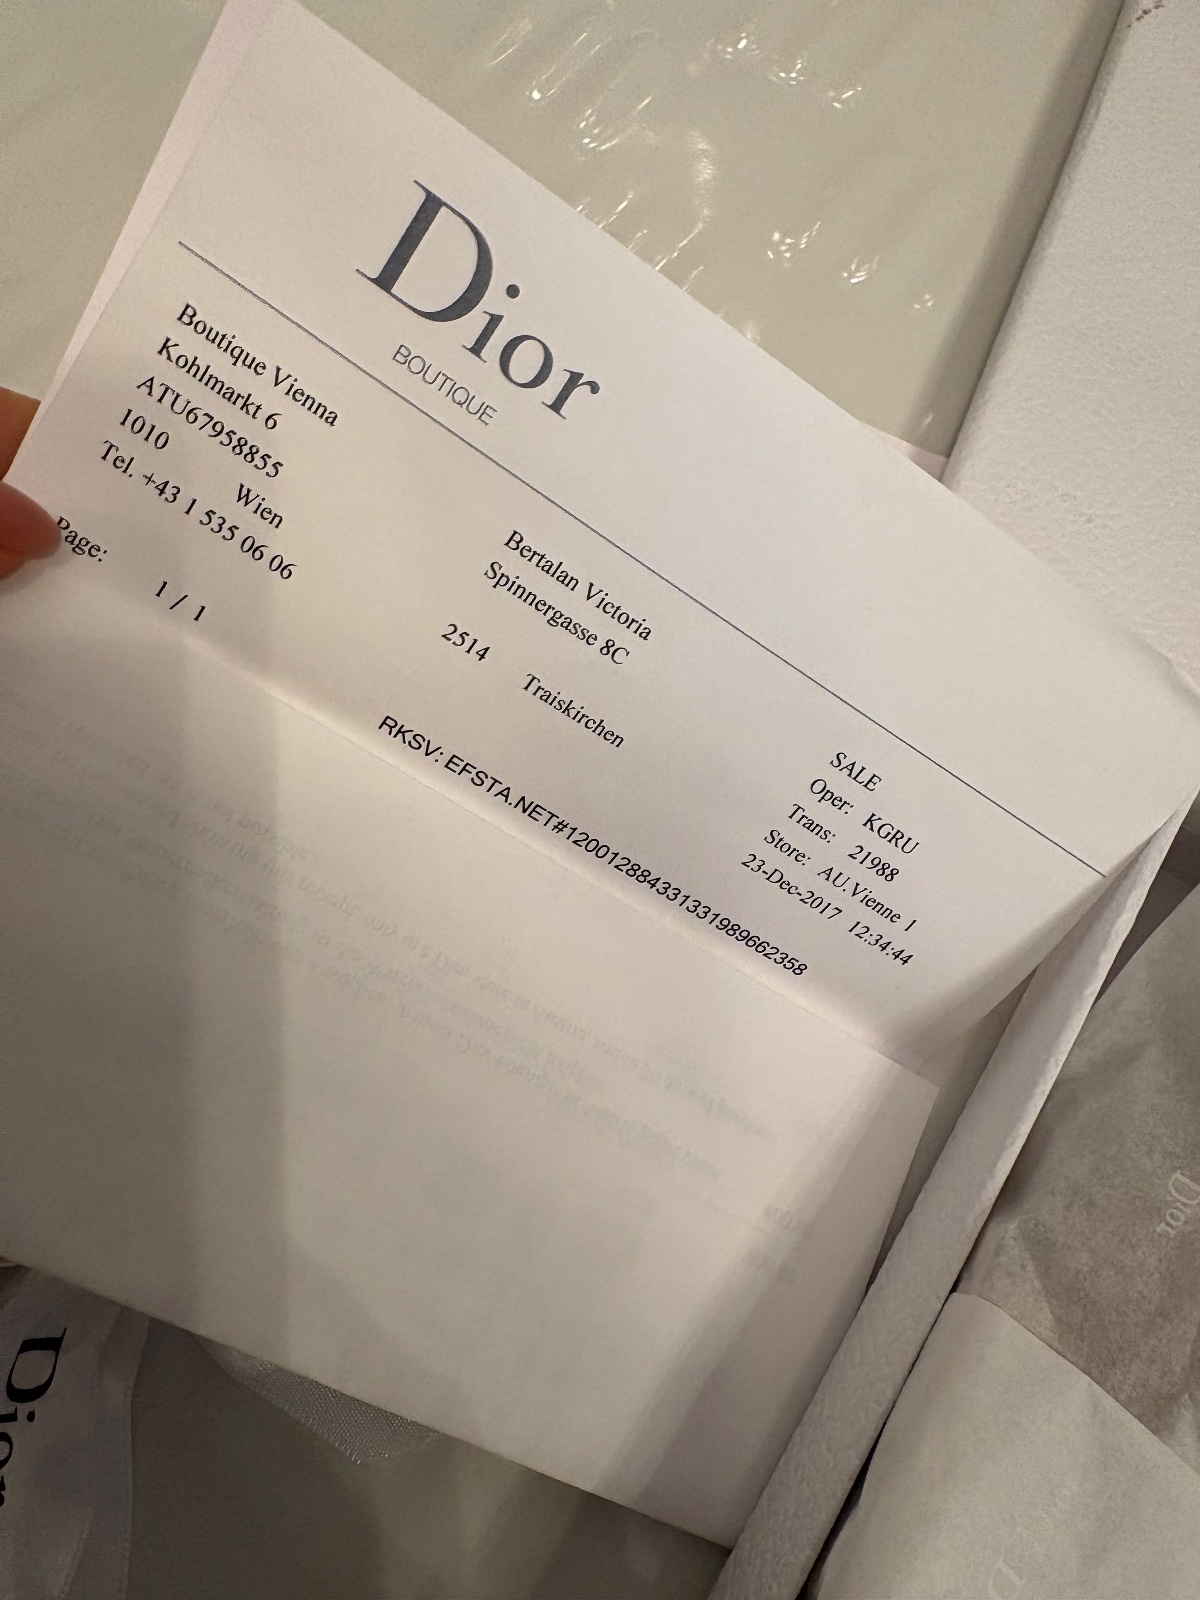 Dior
BOUTIQUE
Boutique Vienna
Kohlmarkt 6
ATU67958855
1010 Wien
Tel. +43 1 535 06 06
Page: 1 / 1
Bertalan Victoria
Spinnergasse 8C
2514 Traiskirchen
SALE
Oper: KGRU
Trans: 21988
Store: AU.Vienne 1
23-Dec-2017 12:34:44
RKSV: EFSTA.NET#120012884331331989662358
Dior
Dior